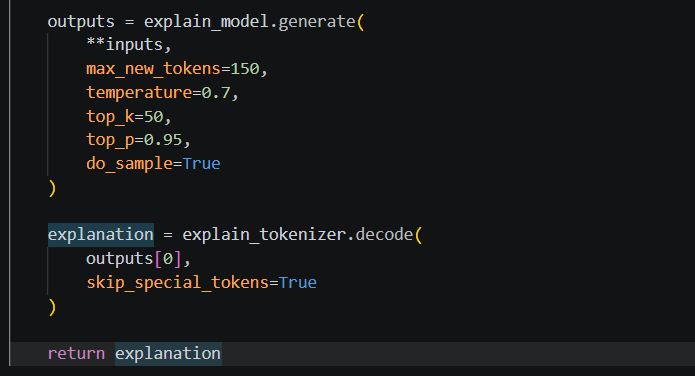 outputs = explain_model.generate(
    **inputs,
    max_new_tokens=150,
    temperature=0.7,
    top_k=50,
    top_p=0.95,
    do_sample=True
)
explanation = explain_tokenizer.decode(
    outputs[0],
    skip_special_tokens=True
)
return explanation